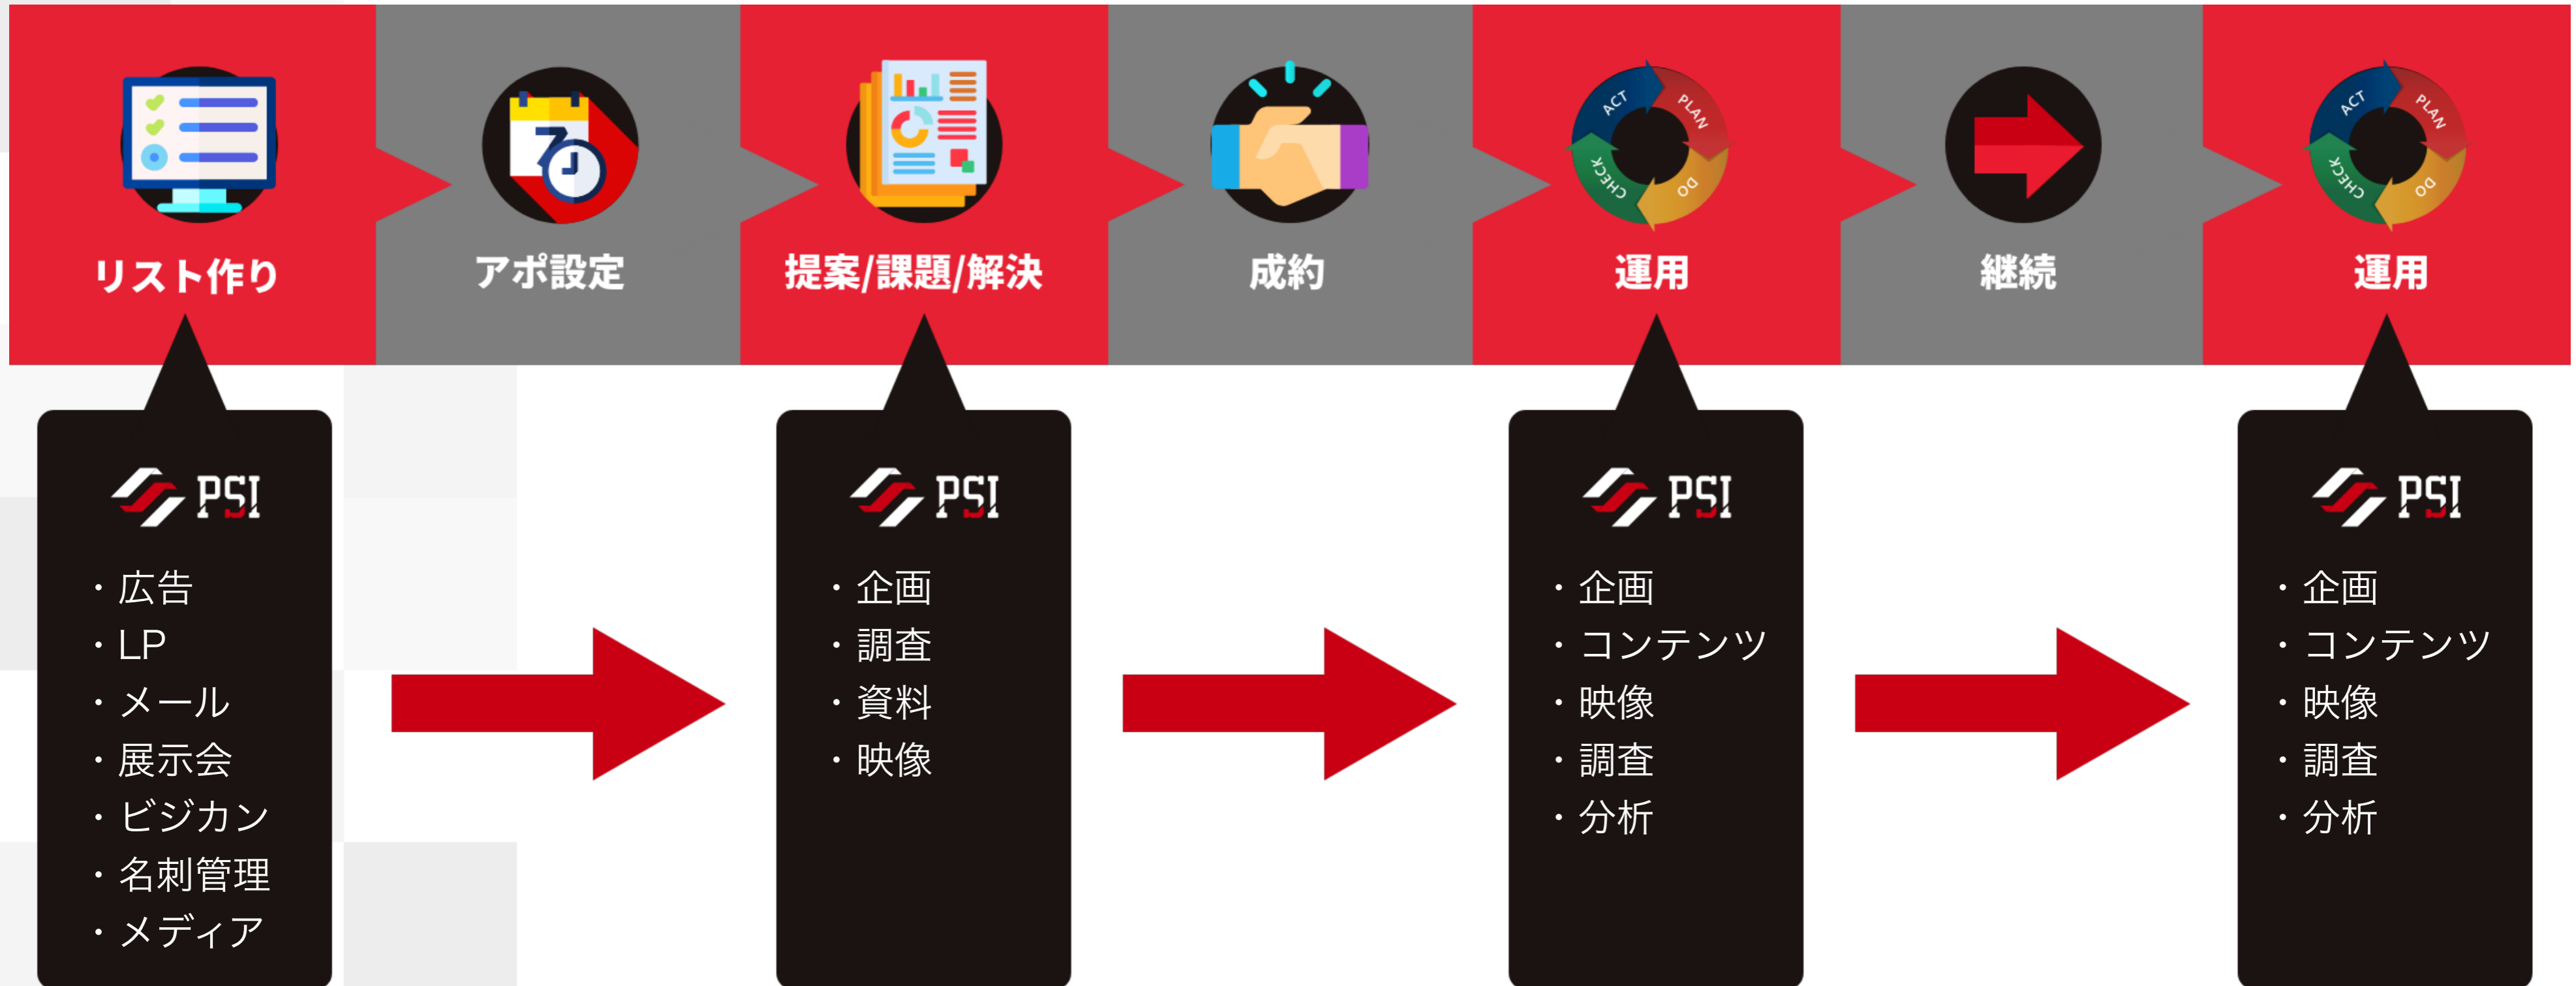 ACT
PLAN
CHECK
DO
ACT
PLAN
CHECK
DO
7
リスト作り
アポ設定
提案/課題/解決
成約
運用
継続
運用
PSI
・広告
・LP
・メール
・展示会
・ビジカン
・名刺管理
・メディア
PSI
・企画
・調査
・資料
・映像
PSI
・企画
・コンテンツ
・映像
・調査
・分析
PSI
・企画
・コンテンツ
・映像
・調査
・分析